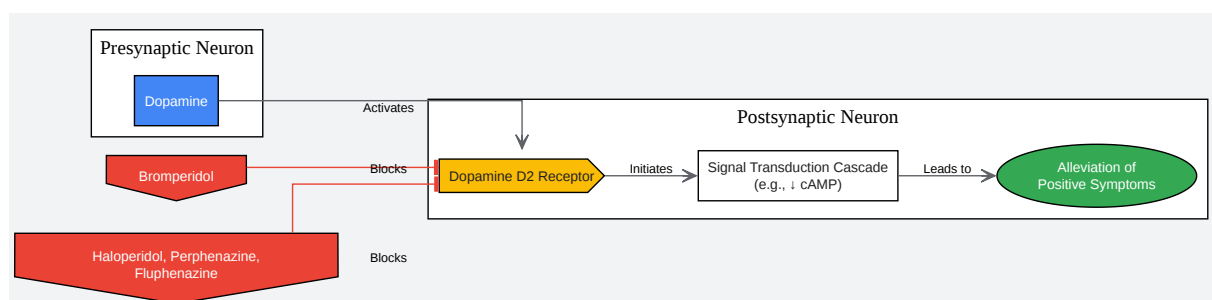 Presynaptic Neuron
Dopamine
Activates
Postsynaptic Neuron
Bromperidol
Blocks
Dopamine D2 Receptor
Initiates
Signal Transduction Cascade
(e.g., ↓ cAMP)
Leads to
Alleviation of
Positive Symptoms
Haloperidol, Perphenazine,
Fluphenazine
Blocks